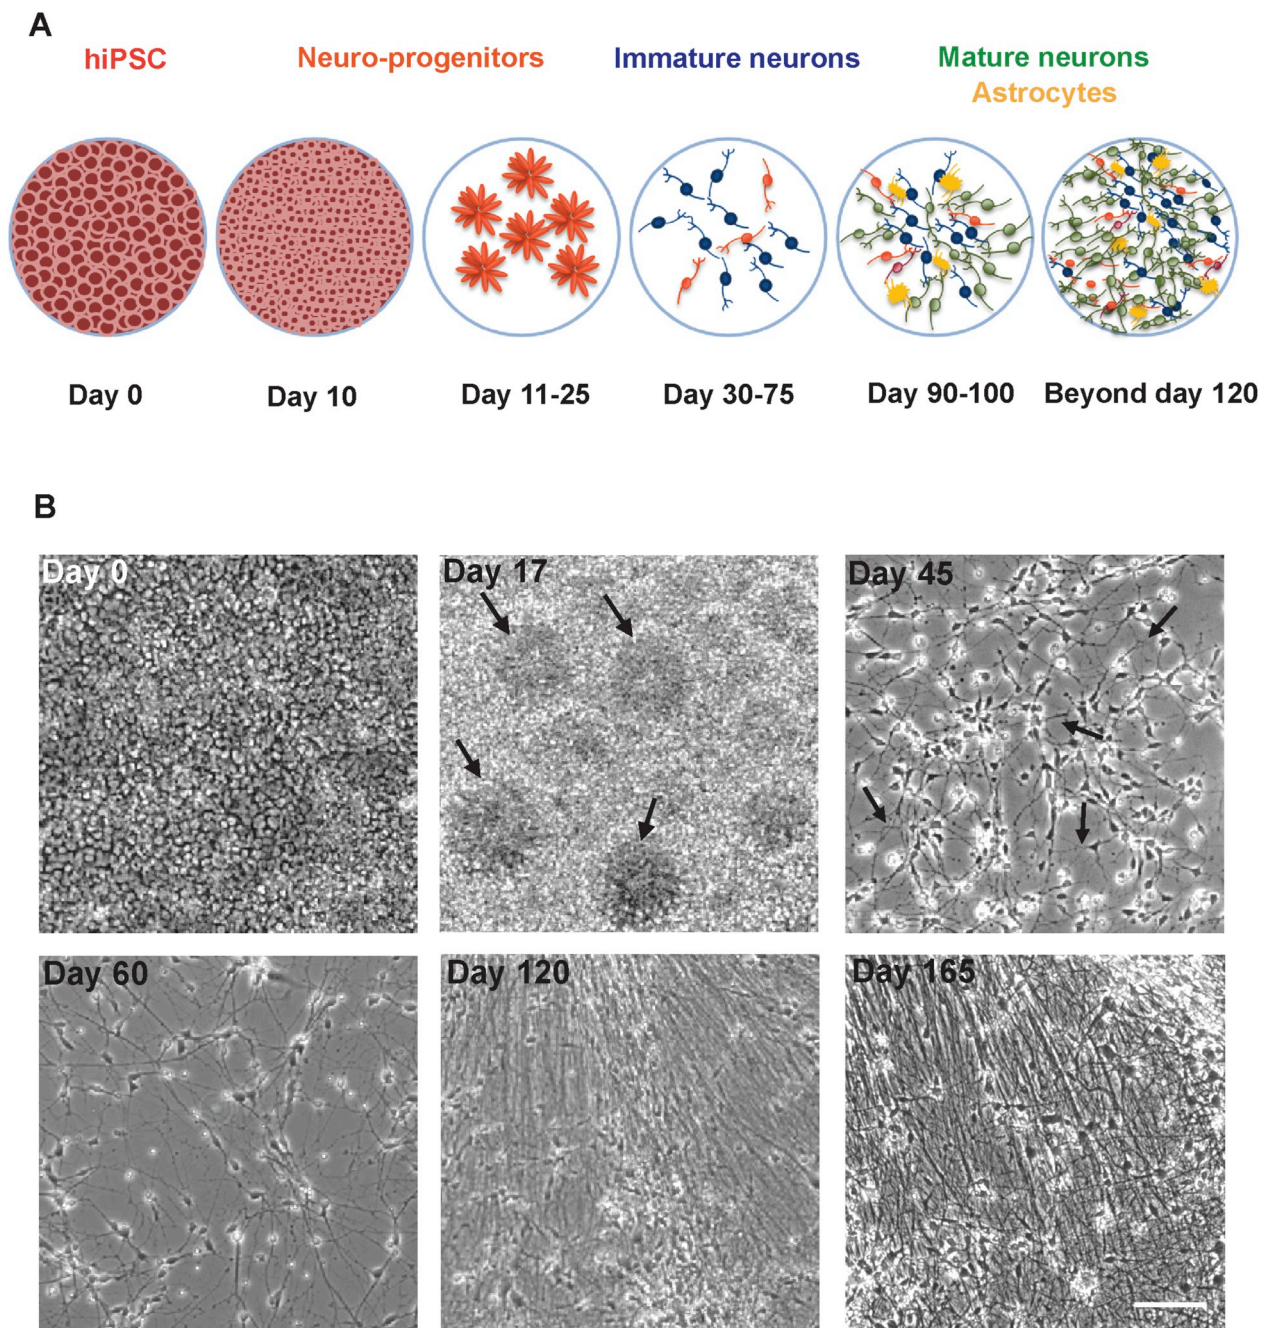 A
hiPSC
Neuro-progenitors
Immature neurons
Mature neurons
Astrocytes
Day 0
Day 10
Day 11-25
Day 30-75
Day 90-100
Beyond day 120
B
Day 0
Day 17
Day 45
Day 60
Day 120
Day 165